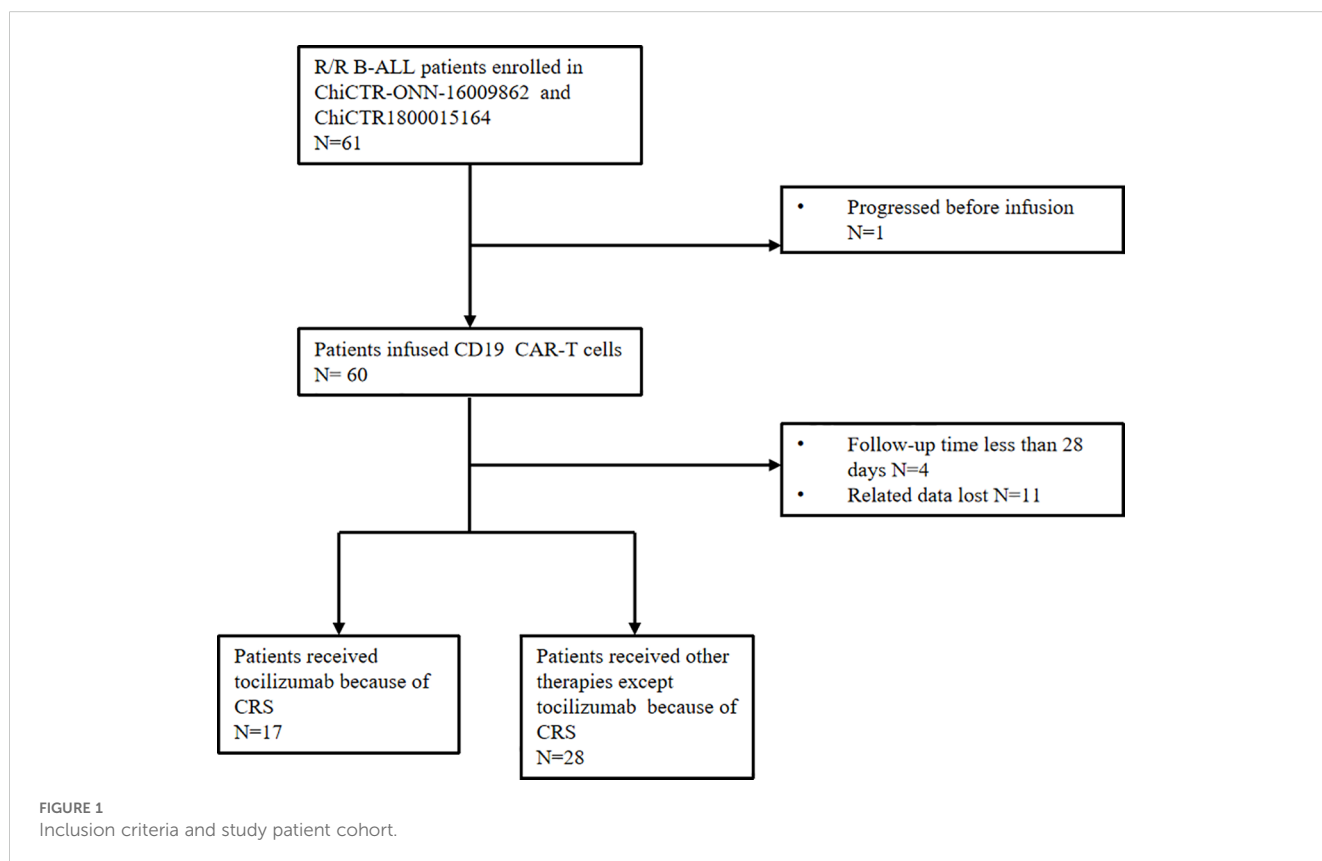 R/R B-ALL patients enrolled in
ChiCTR-ONN-16009862 and
ChiCTR1800015164
N=61
• Progressed before infusion
N=1
Patients infused CD19 CAR-T cells
N= 60
• Follow-up time less than 28
days N=4
• Related data lost N=11
Patients received
tocilizumab because of
CRS
N=17
Patients received other
therapies except
tocilizumab because of
CRS
N=28
FIGURE 1
Inclusion criteria and study patient cohort.